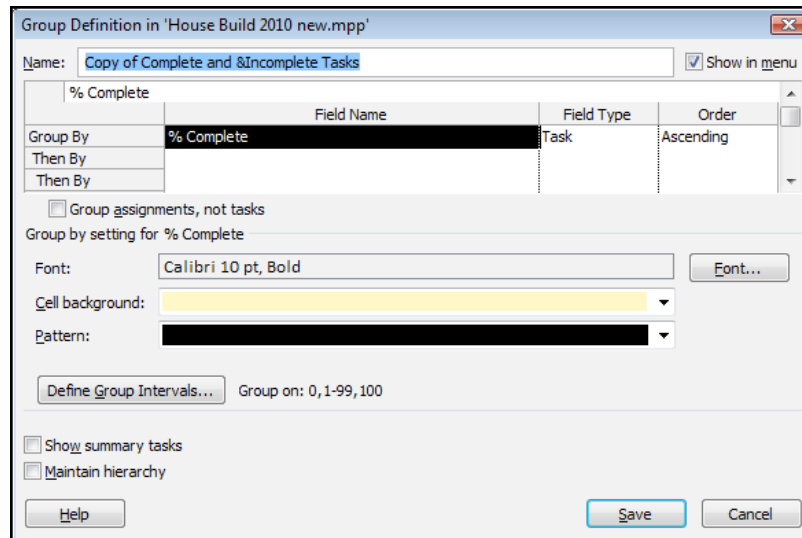 Group Definition in 'House Build 2010 new.mpp'
Name: Copy of Complete and &Incomplete Tasks Show in menu
% Complete
Field Name Field Type Order
Group By % Complete Task Ascending
Then By
Then By
Group assignments, not tasks
Group by setting for % Complete
Font: Calibri 10 pt, Bold Font...
Cell background:
Pattern:
Define Group Intervals... Group on: 0,1-99,100
Show summary tasks
Maintain hierarchy
Help Save Cancel